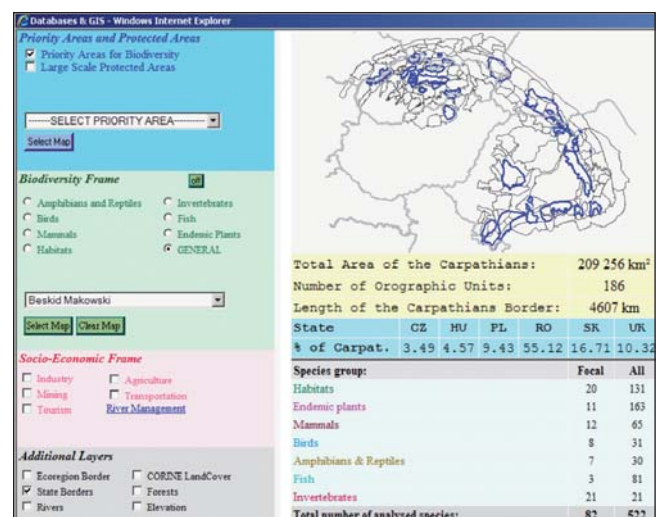 Databases & GIS - Windows Internet Explorer
Priority Areas and Protected Areas
Priority Areas for Biodiversity
Large Scale Protected Areas
------SELECT PRIORITY AREA----------
Select Map
Biodiversity Frame
off
Amphibians and Reptiles
Invertebrates
Birds
Fish
Mammals
Endemic Plants
Habitats
GENERAL
Beskid Makowski
Select Map Clear Map
Socio-Economic Frame
Industry
Agriculture
Mining
Transportation
Tourism
River Management
Additional Layers
Ecoregion Border
CORINE LandCover
State Borders
Forests
Rivers
Elevation
Total Area of the Carpathians: 209 256 km²
Number of Orographic Units: 186
Length of the Carpathians Border: 4607 km
State CZ HU PL RO SK UK
% of Carpat. 3.49 4.57 9.43 55.12 16.71 10.32
Species group: Focal All
Habitats 20 131
Endemic plants 11 163
Mammals 12 65
Birds 8 31
Amphibians & Reptiles 7 30
Fish 3 81
Invertebrates 21 21
Total number of analyzed species: 82 522